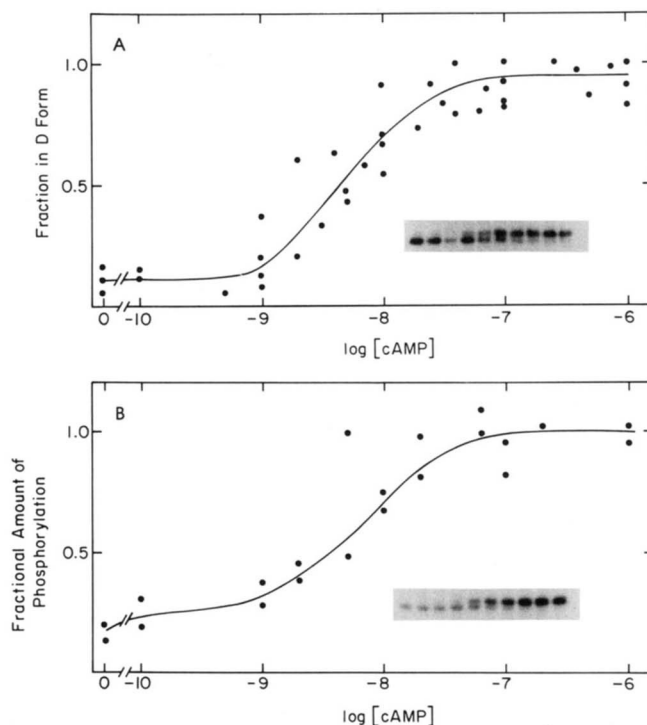 A
Fraction in D Form
1.0
0.5
0 -10 -9 -8 -7 -6
log [cAMP]
B
Fractional Amount of
Phosphorylation
1.0
0.5
0 -10 -9 -8 -7 -6
log [cAMP]